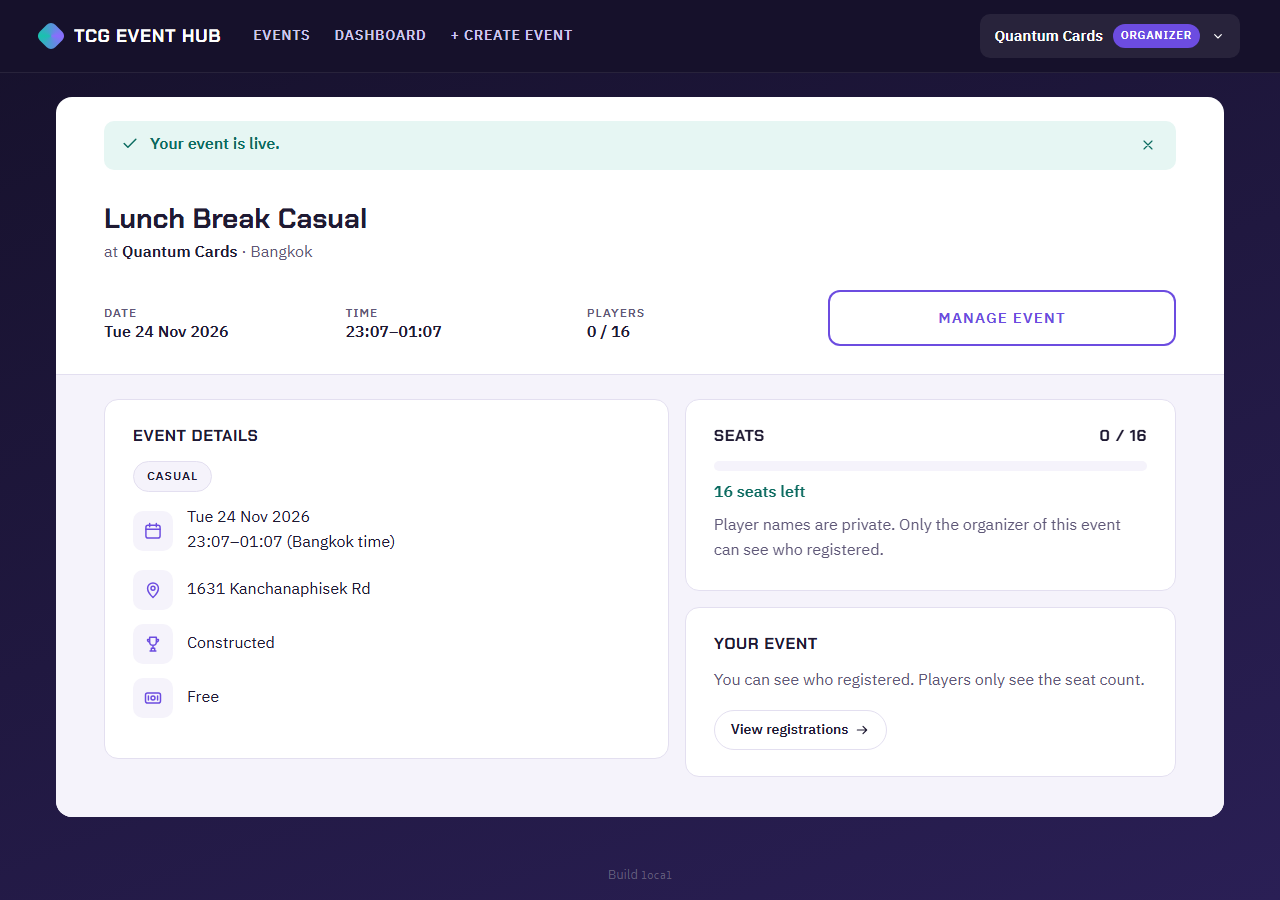 TCG EVENT HUB
EVENTS
DASHBOARD
+ CREATE EVENT
Quantum Cards
ORGANIZER
Your event is live.
Lunch Break Casual
at Quantum Cards · Bangkok
DATE
Tue 24 Nov 2026
TIME
23:07–01:07
PLAYERS
0 / 16
MANAGE EVENT
EVENT DETAILS
CASUAL
Tue 24 Nov 2026
23:07–01:07 (Bangkok time)
1631 Kanchanaphisek Rd
Constructed
Free
SEATS
0 / 16
16 seats left
Player names are private. Only the organizer of this event
can see who registered.
YOUR EVENT
You can see who registered. Players only see the seat count.
View registrations →
Build local